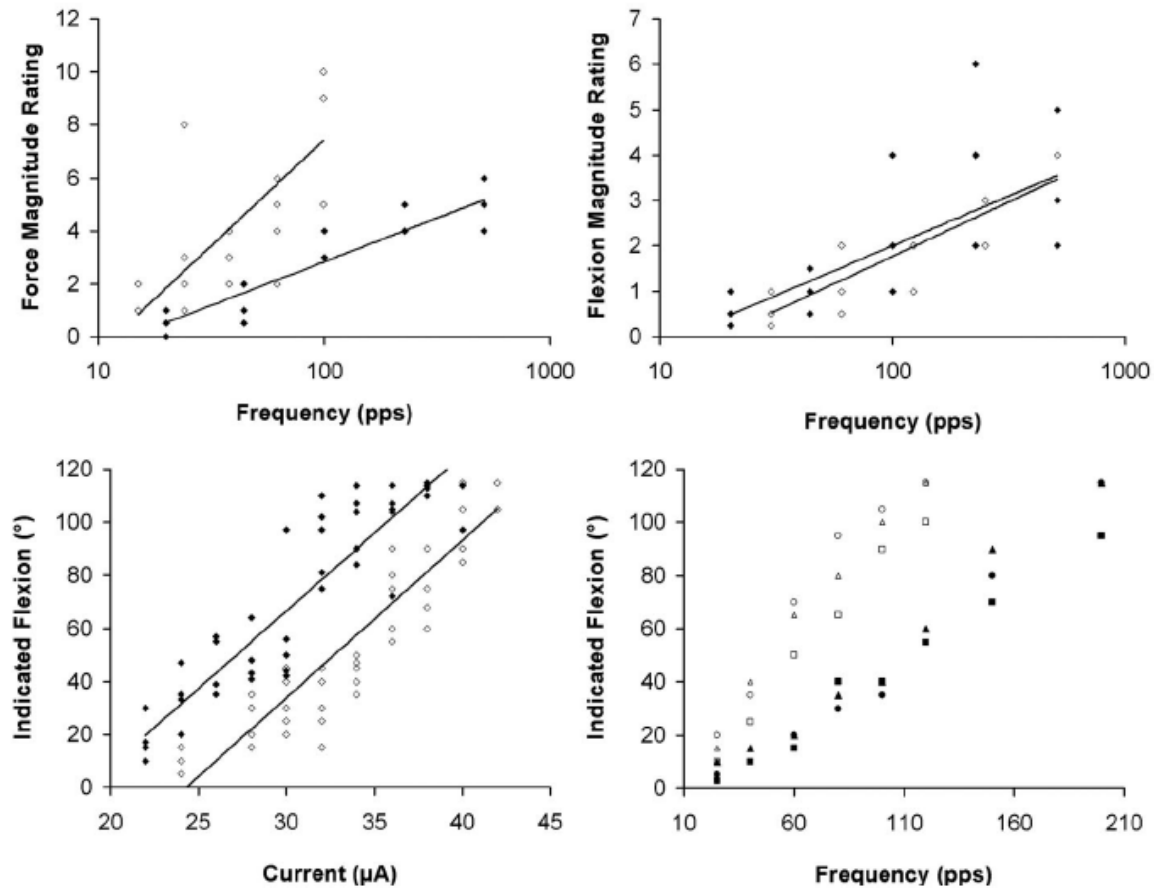 12
10
8
6
4
2
0
Force Magnitude Rating
10 100 1000
Frequency (pps)
7
6
5
4
3
2
1
0
Flexion Magnitude Rating
10 100 1000
Frequency (pps)
120
100
80
60
40
20
0
Indicated Flexion (°)
20 25 30 35 40 45
Current (µA)
120
100
80
60
40
20
0
Indicated Flexion (°)
10 60 110 160 210
Frequency (pps)